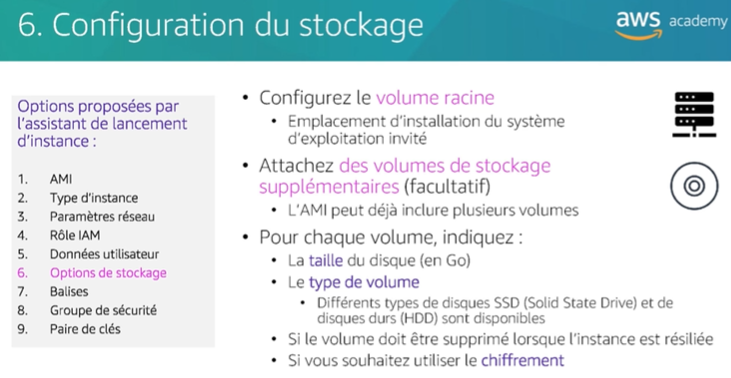 6. Configuration du stockage
aws academy
Options proposées par
l'assistant de lancement
d'instance :
1. AMI
2. Type d'instance
3. Paramètres réseau
4. Rôle IAM
5. Données utilisateur
6. Options de stockage
7. Balises
8. Groupe de sécurité
9. Paire de clés
• Configurez le volume racine
• Emplacement d'installation du système
d'exploitation invité
• Attachez des volumes de stockage
supplémentaires (facultatif)
• L'AMI peut déjà inclure plusieurs volumes
• Pour chaque volume, indiquez :
• La taille du disque (en Go)
• Le type de volume
• Différents types de disques SSD (Solid State Drive) et de
disques durs (HDD) sont disponibles
• Si le volume doit être supprimé lorsque l'instance est résiliée
• Si vous souhaitez utiliser le chiffrement